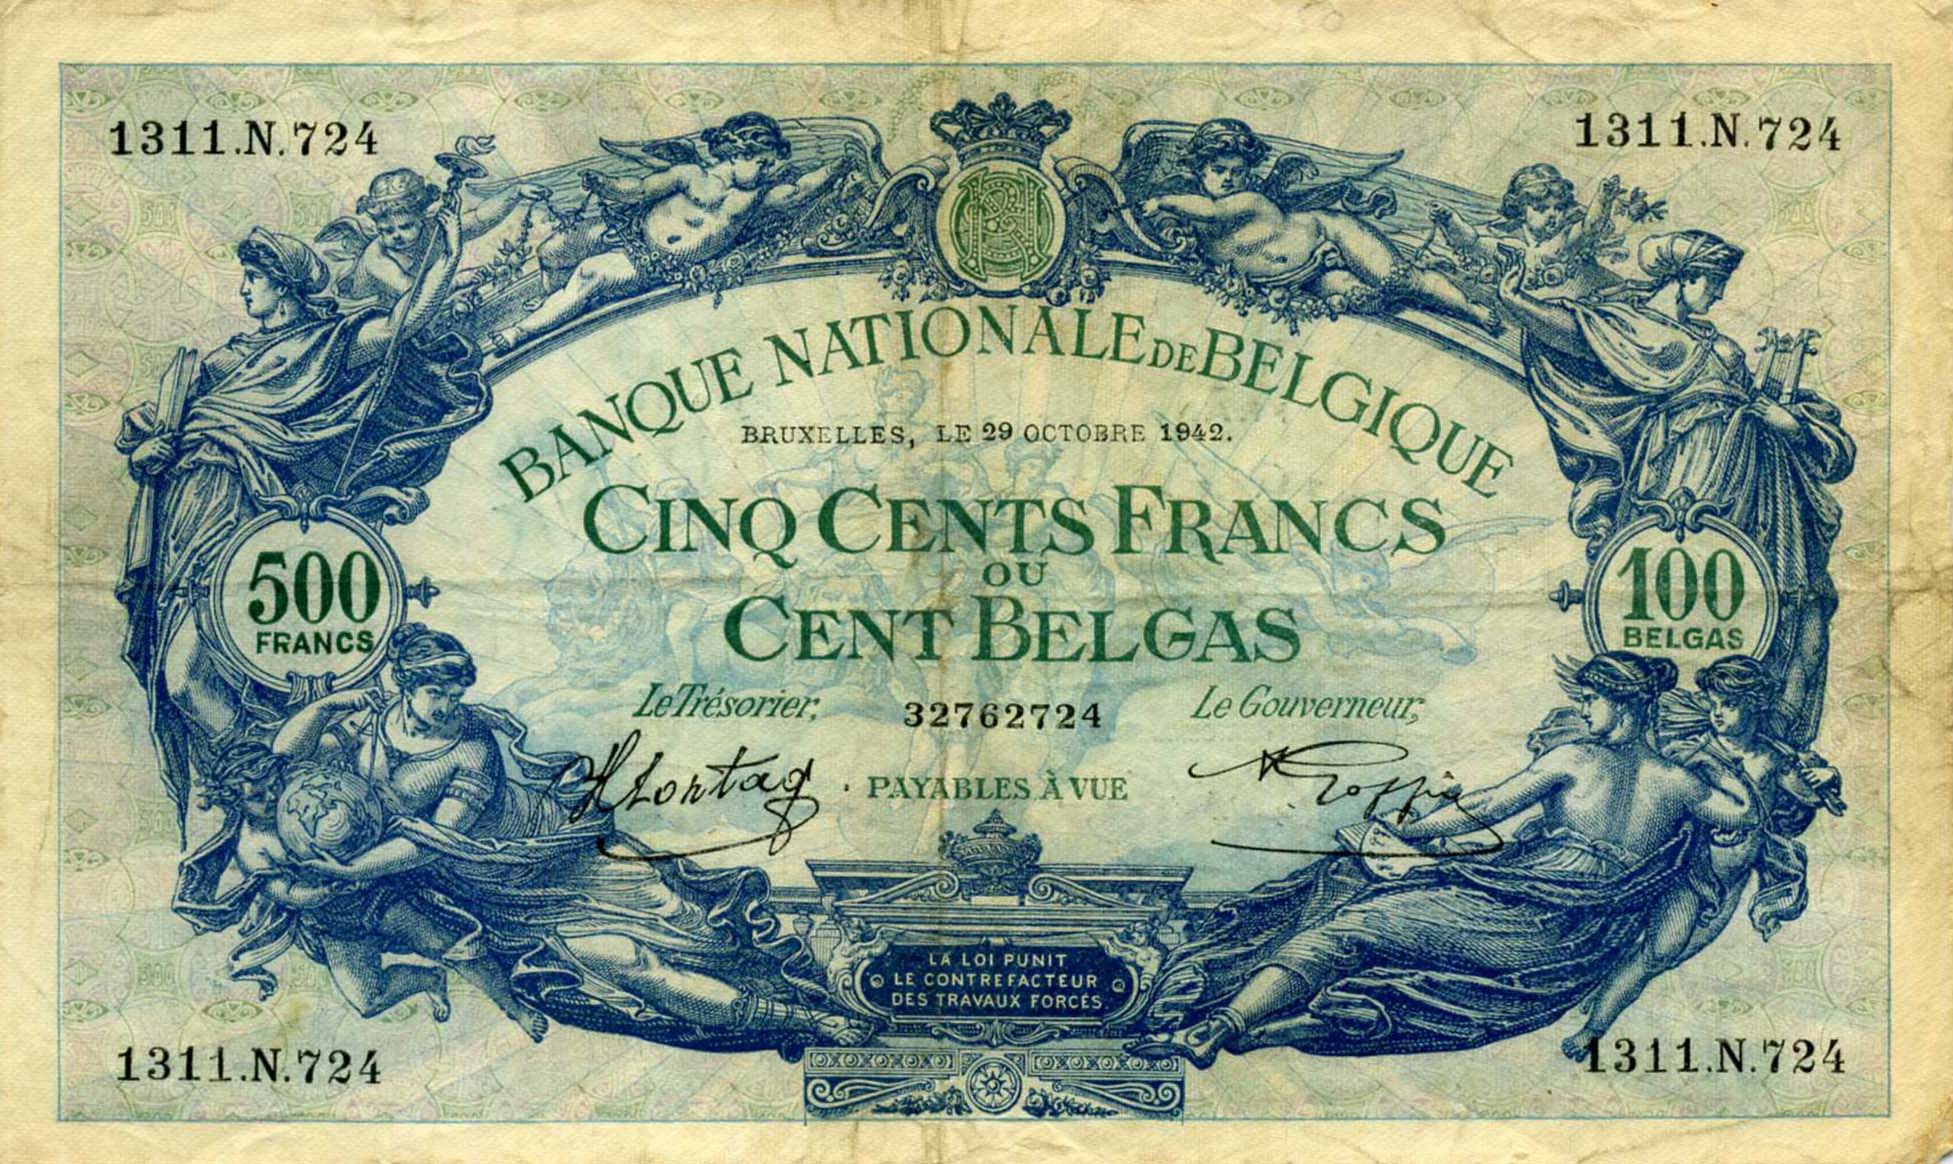 1311.N.724
1311.N.724
BANQUE NATIONALE DE BELGIQUE
BRUXELLES, LE 29 OCTOBRE 1942.
CINQ CENTS FRANCS
OU
CENT BELGAS
500
FRANCS
100
BELGAS
Le Trésorier,
32762724
Le Gouverneur,
PAYABLES À VUE
LA LOI PUNIT
LE CONTREFACTEUR
DES TRAVAUX FORCÉS
1311.N.724
1311.N.724